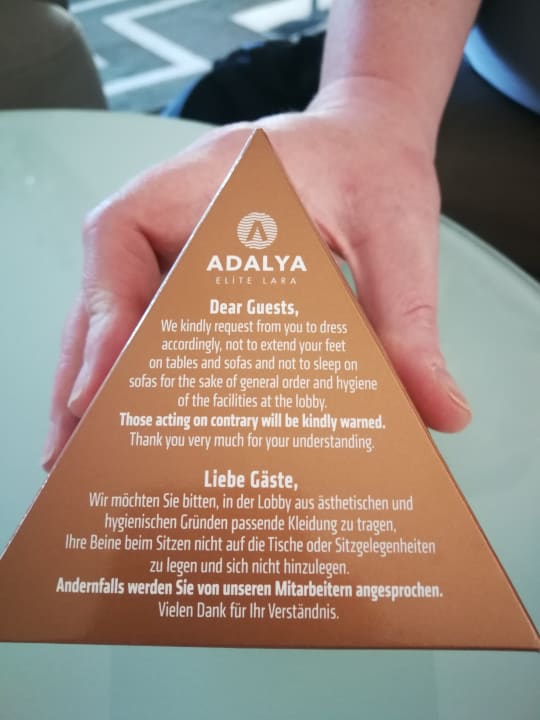 ADALYA
ELİTE LARA
Dear Guests,
We kindly request from you to dress
accordingly, not to extend your feet
on tables and sofas and not to sleep on
sofas for the sake of general order and hygiene
of the facilities at the lobby.
Those acting on contrary will be kindly warned.
Thank you very much for your understanding.
Liebe Gäste,
Wir möchten Sie bitten, in der Lobby aus ästhetischen und
hygienischen Gründen passende Kleidung zu tragen,
Ihre Beine beim Sitzen nicht auf die Tische oder Sitzgelegenheiten
zu legen und sich nicht hinzulegen.
Andernfalls werden Sie von unseren Mitarbeitern angesprochen.
Vielen Dank für Ihr Verständnis.